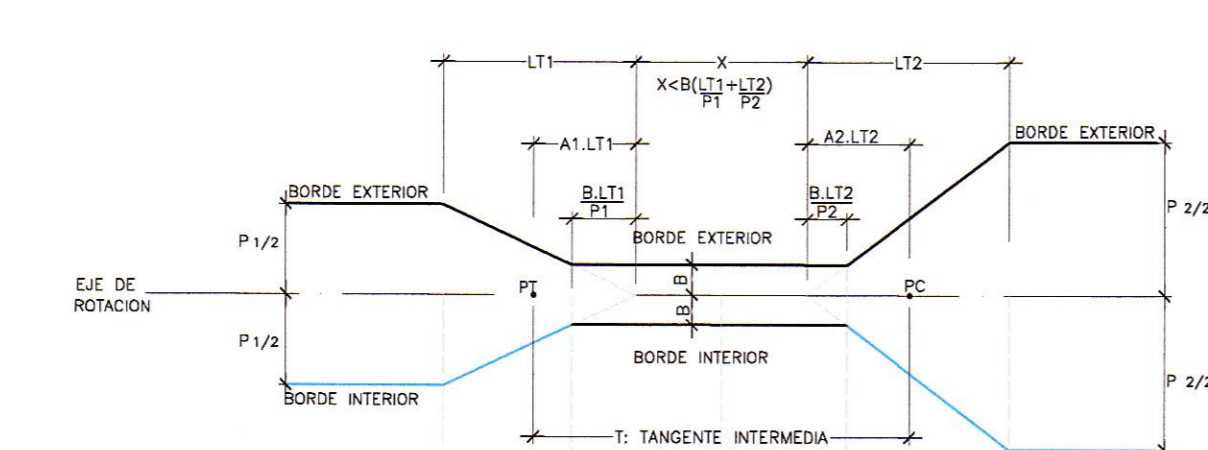 LT1
X
LT2
X<B(LT1+LT2)
P1 P2
A1.LT1
A2.LT2
BORDE EXTERIOR
BORDE EXTERIOR
B.LT1
P1
B.LT2
P2
P 1/2
BORDE EXTERIOR
P 2/2
EJE DE
ROTACION
PT
B
B
PC
P 1/2
BORDE INTERIOR
BORDE INTERIOR
P 2/2
T: TANGENTE INTERMEDIA